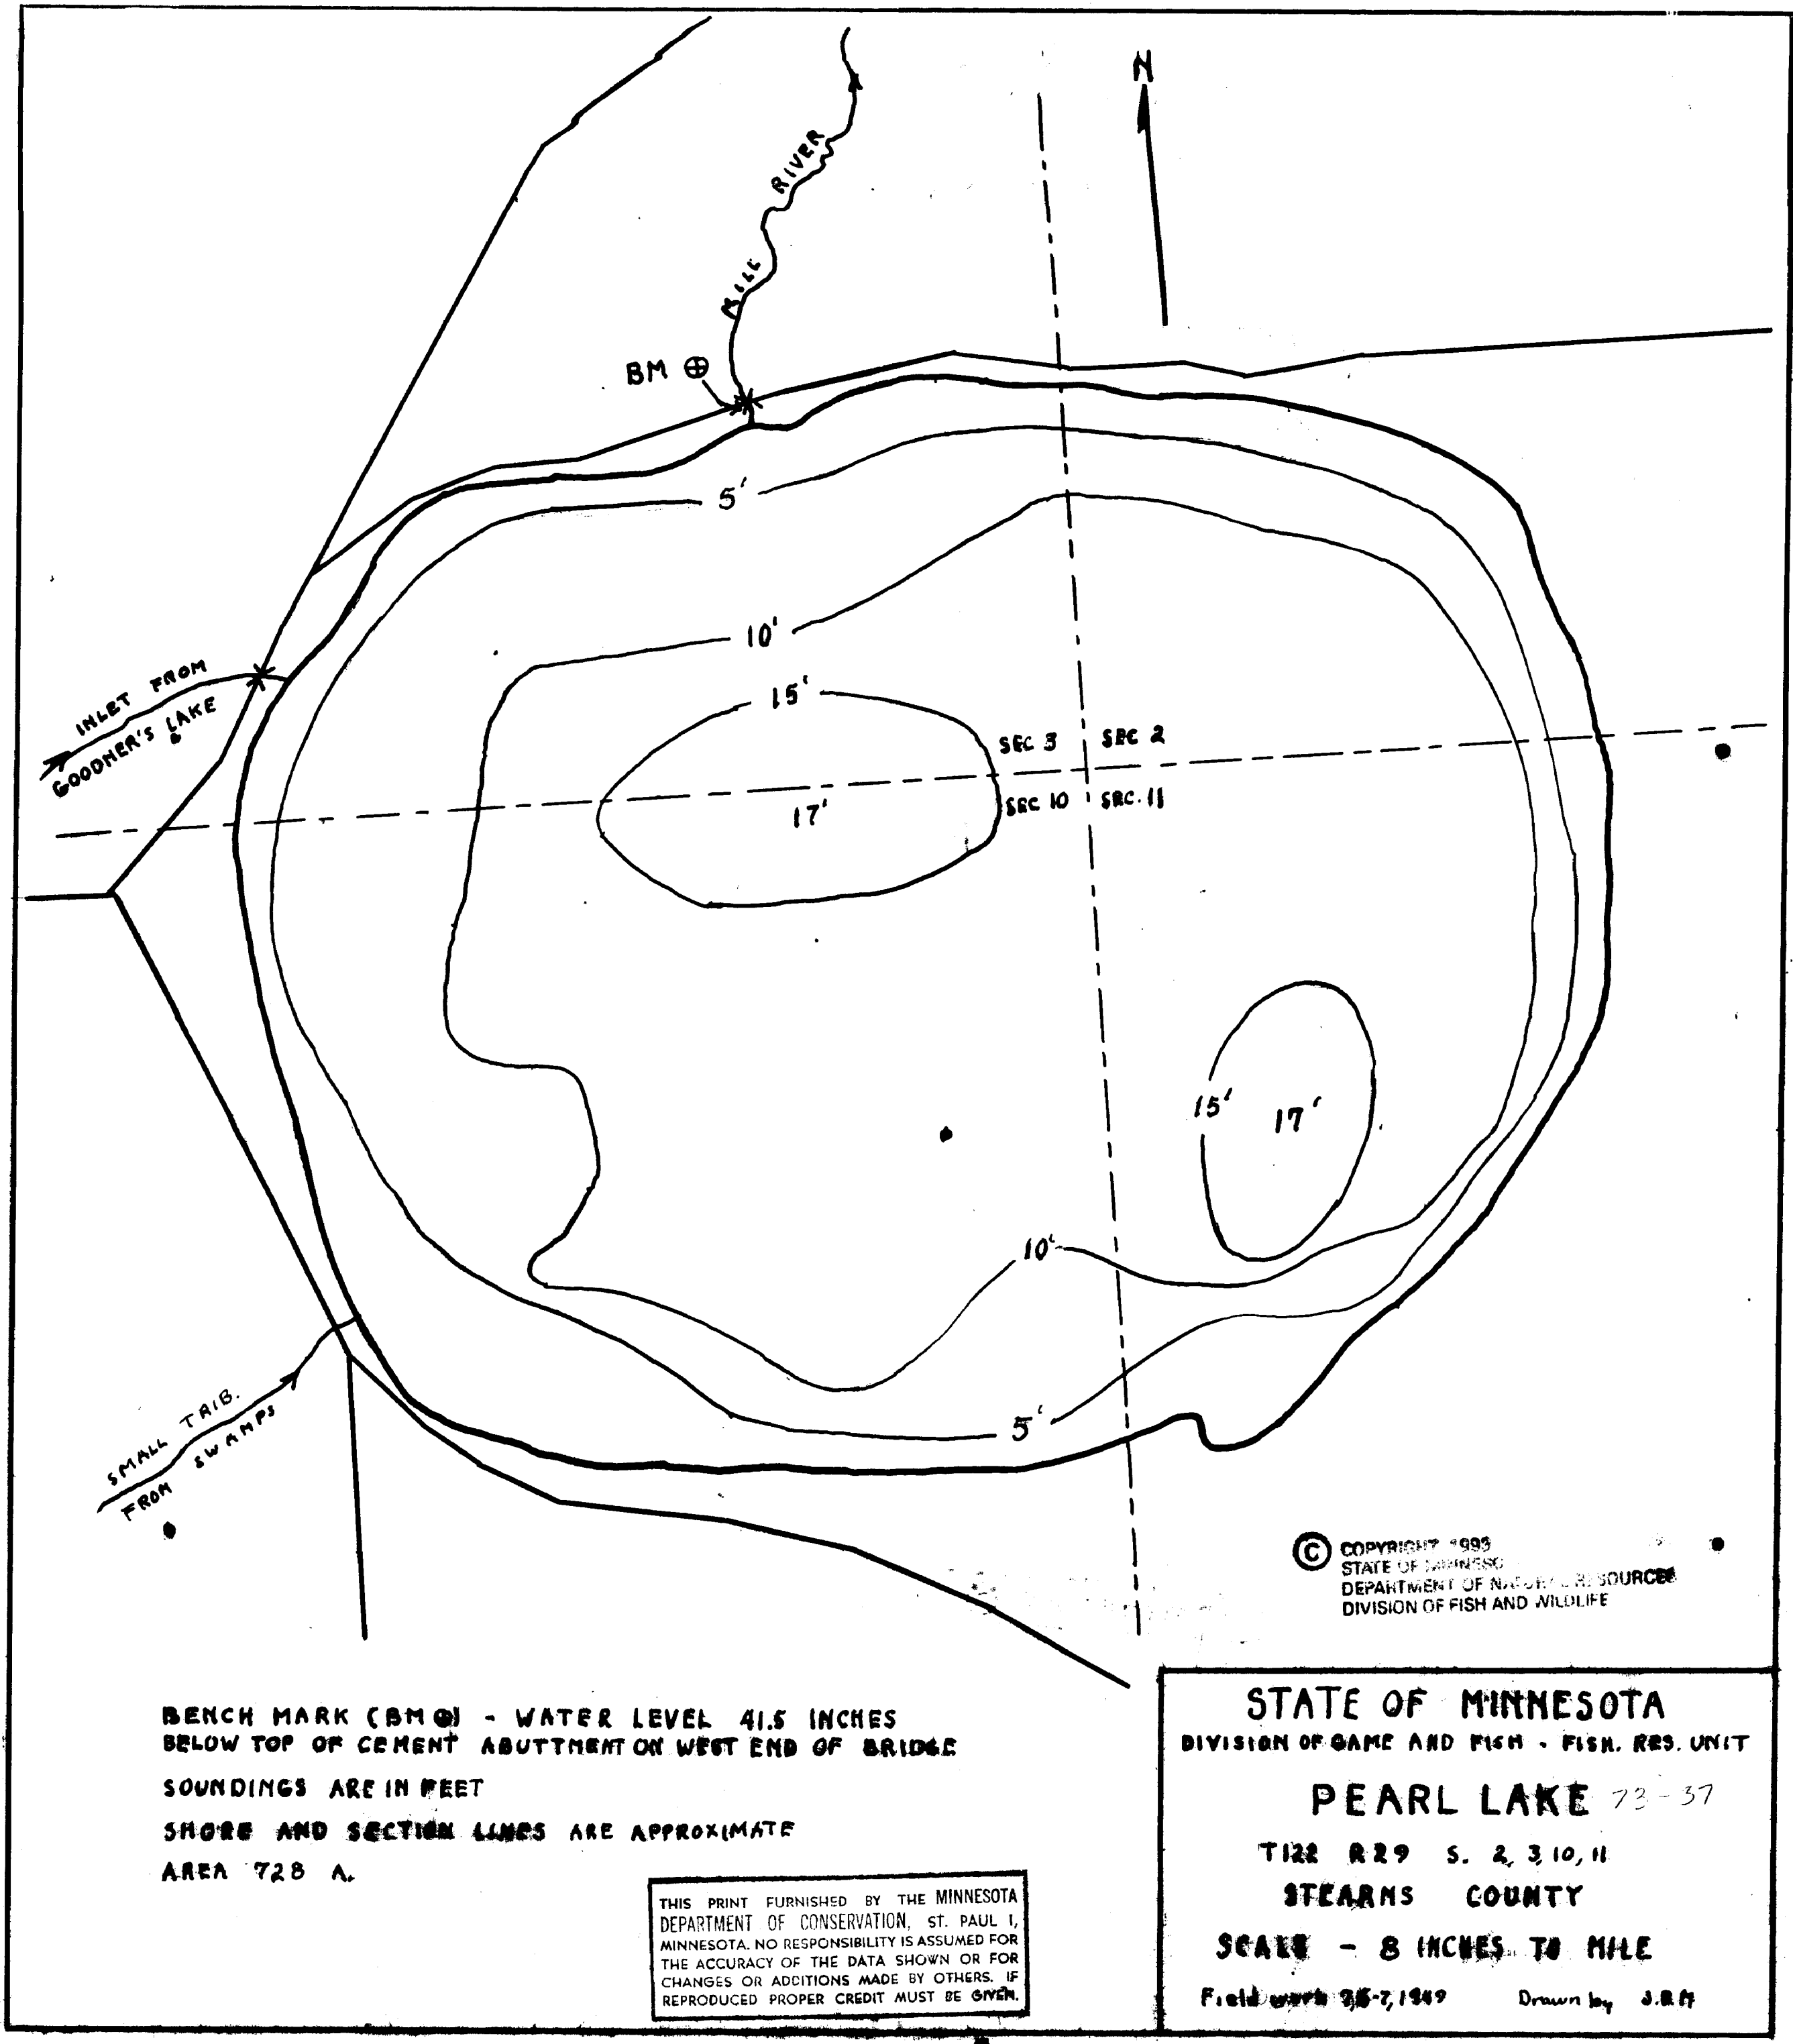 N
MILL RIVER
BM ⊕
5'
10'
15'
INLET FROM
GOODNER'S LAKE
SEC 3 SEC 2
17'
SEC 10 SEC. 11
15' 17'
10'
5'
SMALL TRIB.
FROM SWAMPS
© COPYRIGHT 1993
STATE OF
DEPARTMENT OF NATURAL RESOURCES
DIVISION OF FISH AND WILDLIFE
BENCH MARK (BM ⊕) - WATER LEVEL 41.5 INCHES
BELOW TOP OF CEMENT ABUTTMENT ON WEST END OF BRIDGE
SOUNDINGS ARE IN FEET
SHORE AND SECTION LINES ARE APPROXIMATE
AREA 728 A.
THIS PRINT FURNISHED BY THE MINNESOTA
DEPARTMENT OF CONSERVATION, ST. PAUL 1,
MINNESOTA. NO RESPONSIBILITY IS ASSUMED FOR
THE ACCURACY OF THE DATA SHOWN OR FOR
CHANGES OR ADDITIONS MADE BY OTHERS. IF
REPRODUCED PROPER CREDIT MUST BE GIVEN.
STATE OF MINNESOTA
DIVISION OF GAME AND FISH - FISH. RES. UNIT
PEARL LAKE 73-37
T122 R29 S. 2, 3, 10, 11
STEARNS COUNTY
SCALE - 8 INCHES TO MILE
Field work 1949 Drawn by